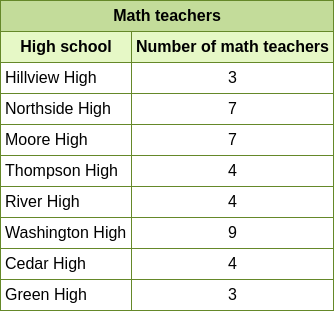 Math teachers
High school Number of math teachers
Hillview High 3
Northside High 7
Moore High 7
Thompson High 4
River High 4
Washington High 9
Cedar High 4
Green High 3